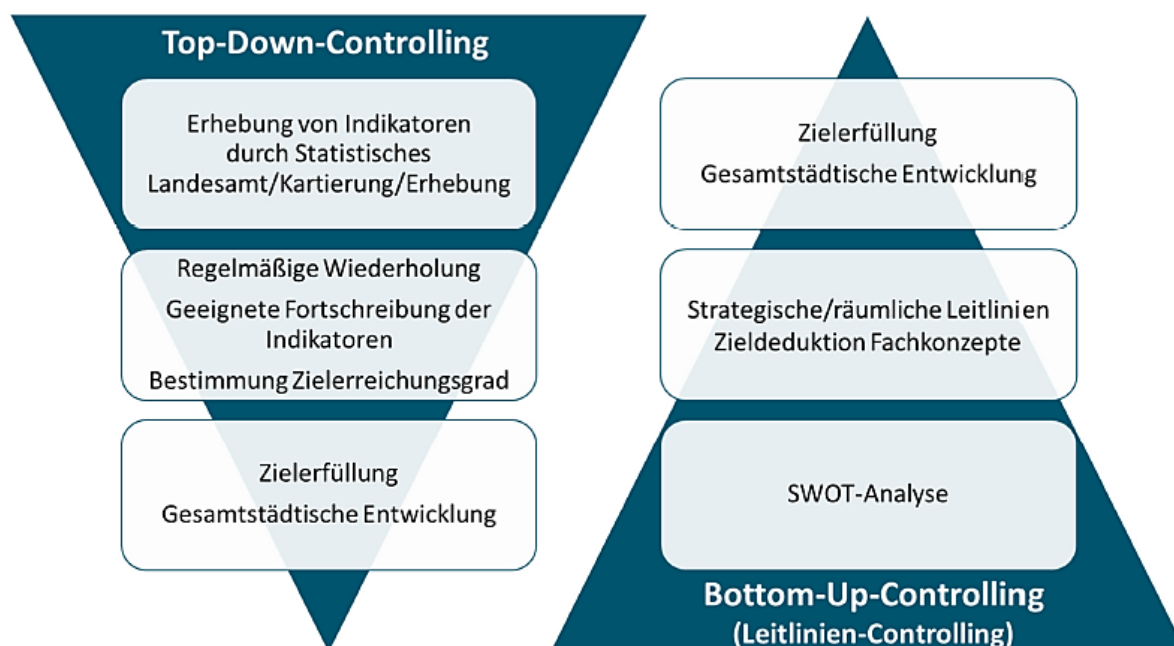 Top-Down-Controlling
Erhebung von Indikatoren
durch Statistisches
Landesamt/Kartierung/Erhebung
Regelmäßige Wiederholung
Geeignete Fortschreibung der
Indikatoren
Bestimmung Zielerreichungsgrad
Zielerfüllung
Gesamtstädtische Entwicklung
Zielerfüllung
Gesamtstädtische Entwicklung
Strategische/räumliche Leitlinien
Zieldeduktion Fachkonzepte
SWOT-Analyse
Bottom-Up-Controlling
(Leitlinien-Controlling)